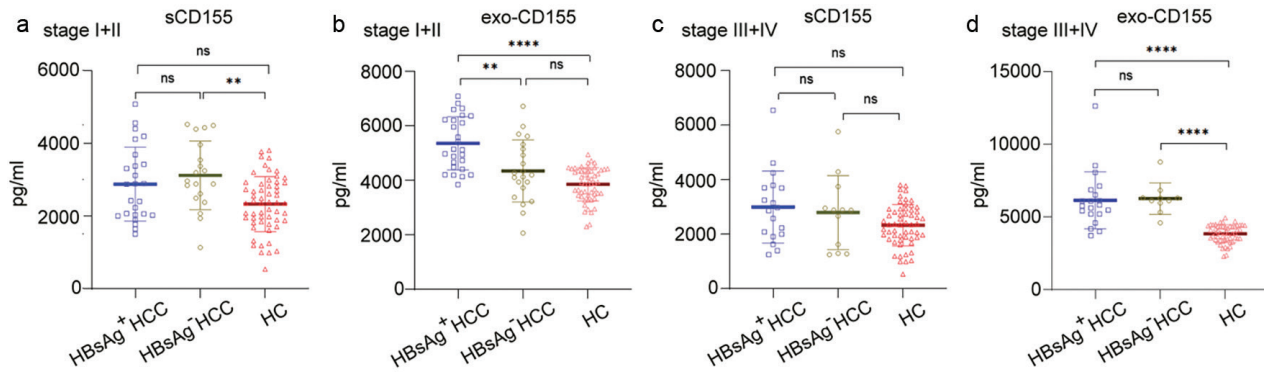 a
stage I+II
sCD155
ns
ns
**
pg/ml
6000
4000
2000
0
HBsAg+HCC
HBsAg-HCC
HC
b
stage I+II
exo-CD155
****
**
ns
pg/ml
8000
6000
4000
2000
0
HBsAg+HCC
HBsAg-HCC
HC
c
stage III+IV
sCD155
ns
ns
ns
pg/ml
8000
6000
4000
2000
0
HBsAg+HCC
HBsAg-HCC
HC
d
stage III+IV
exo-CD155
****
ns
****
pg/ml
15000
10000
5000
0
HBsAg+HCC
HBsAg-HCC
HC